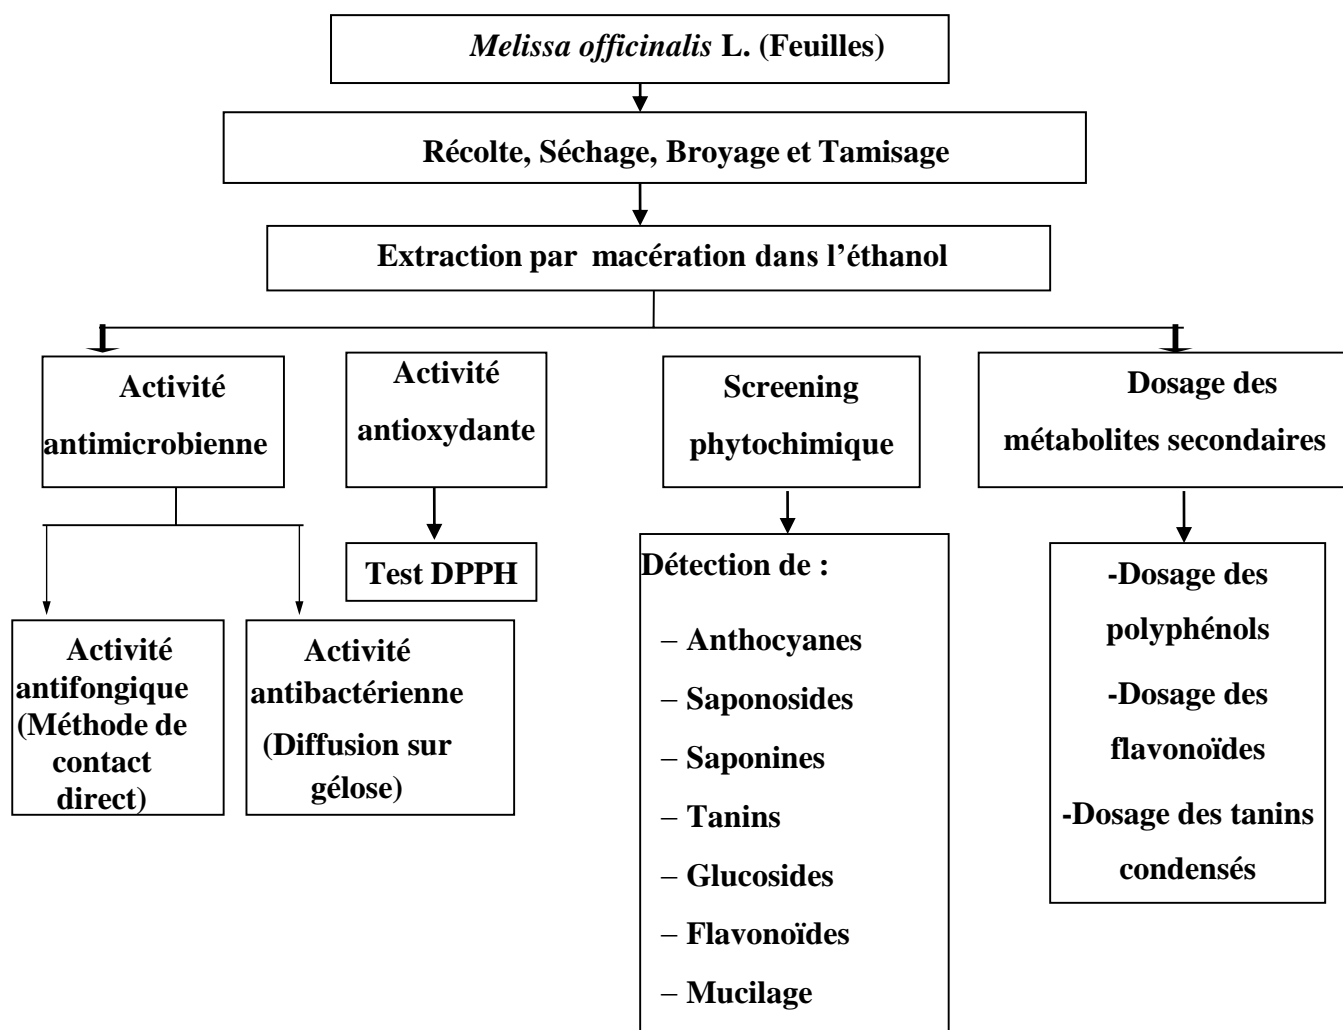 Melissa officinalis L. (Feuilles)
Récolte, Séchage, Broyage et Tamisage
Extraction par macération dans l’éthanol
Activité
antimicrobienne
Activité
antioxydante
Screening
phytochimique
Dosage des
métabolites secondaires
Activité
antifongique
(Méthode de
contact
direct)
Activité
antibactérienne
(Diffusion sur
gélose)
Test DPPH
Détection de :
– Anthocyanes
– Saponosides
– Saponines
– Tanins
– Glucosides
– Flavonoïdes
– Mucilage
-Dosage des
polyphénols
-Dosage des
flavonoïdes
-Dosage des tanins
condensés